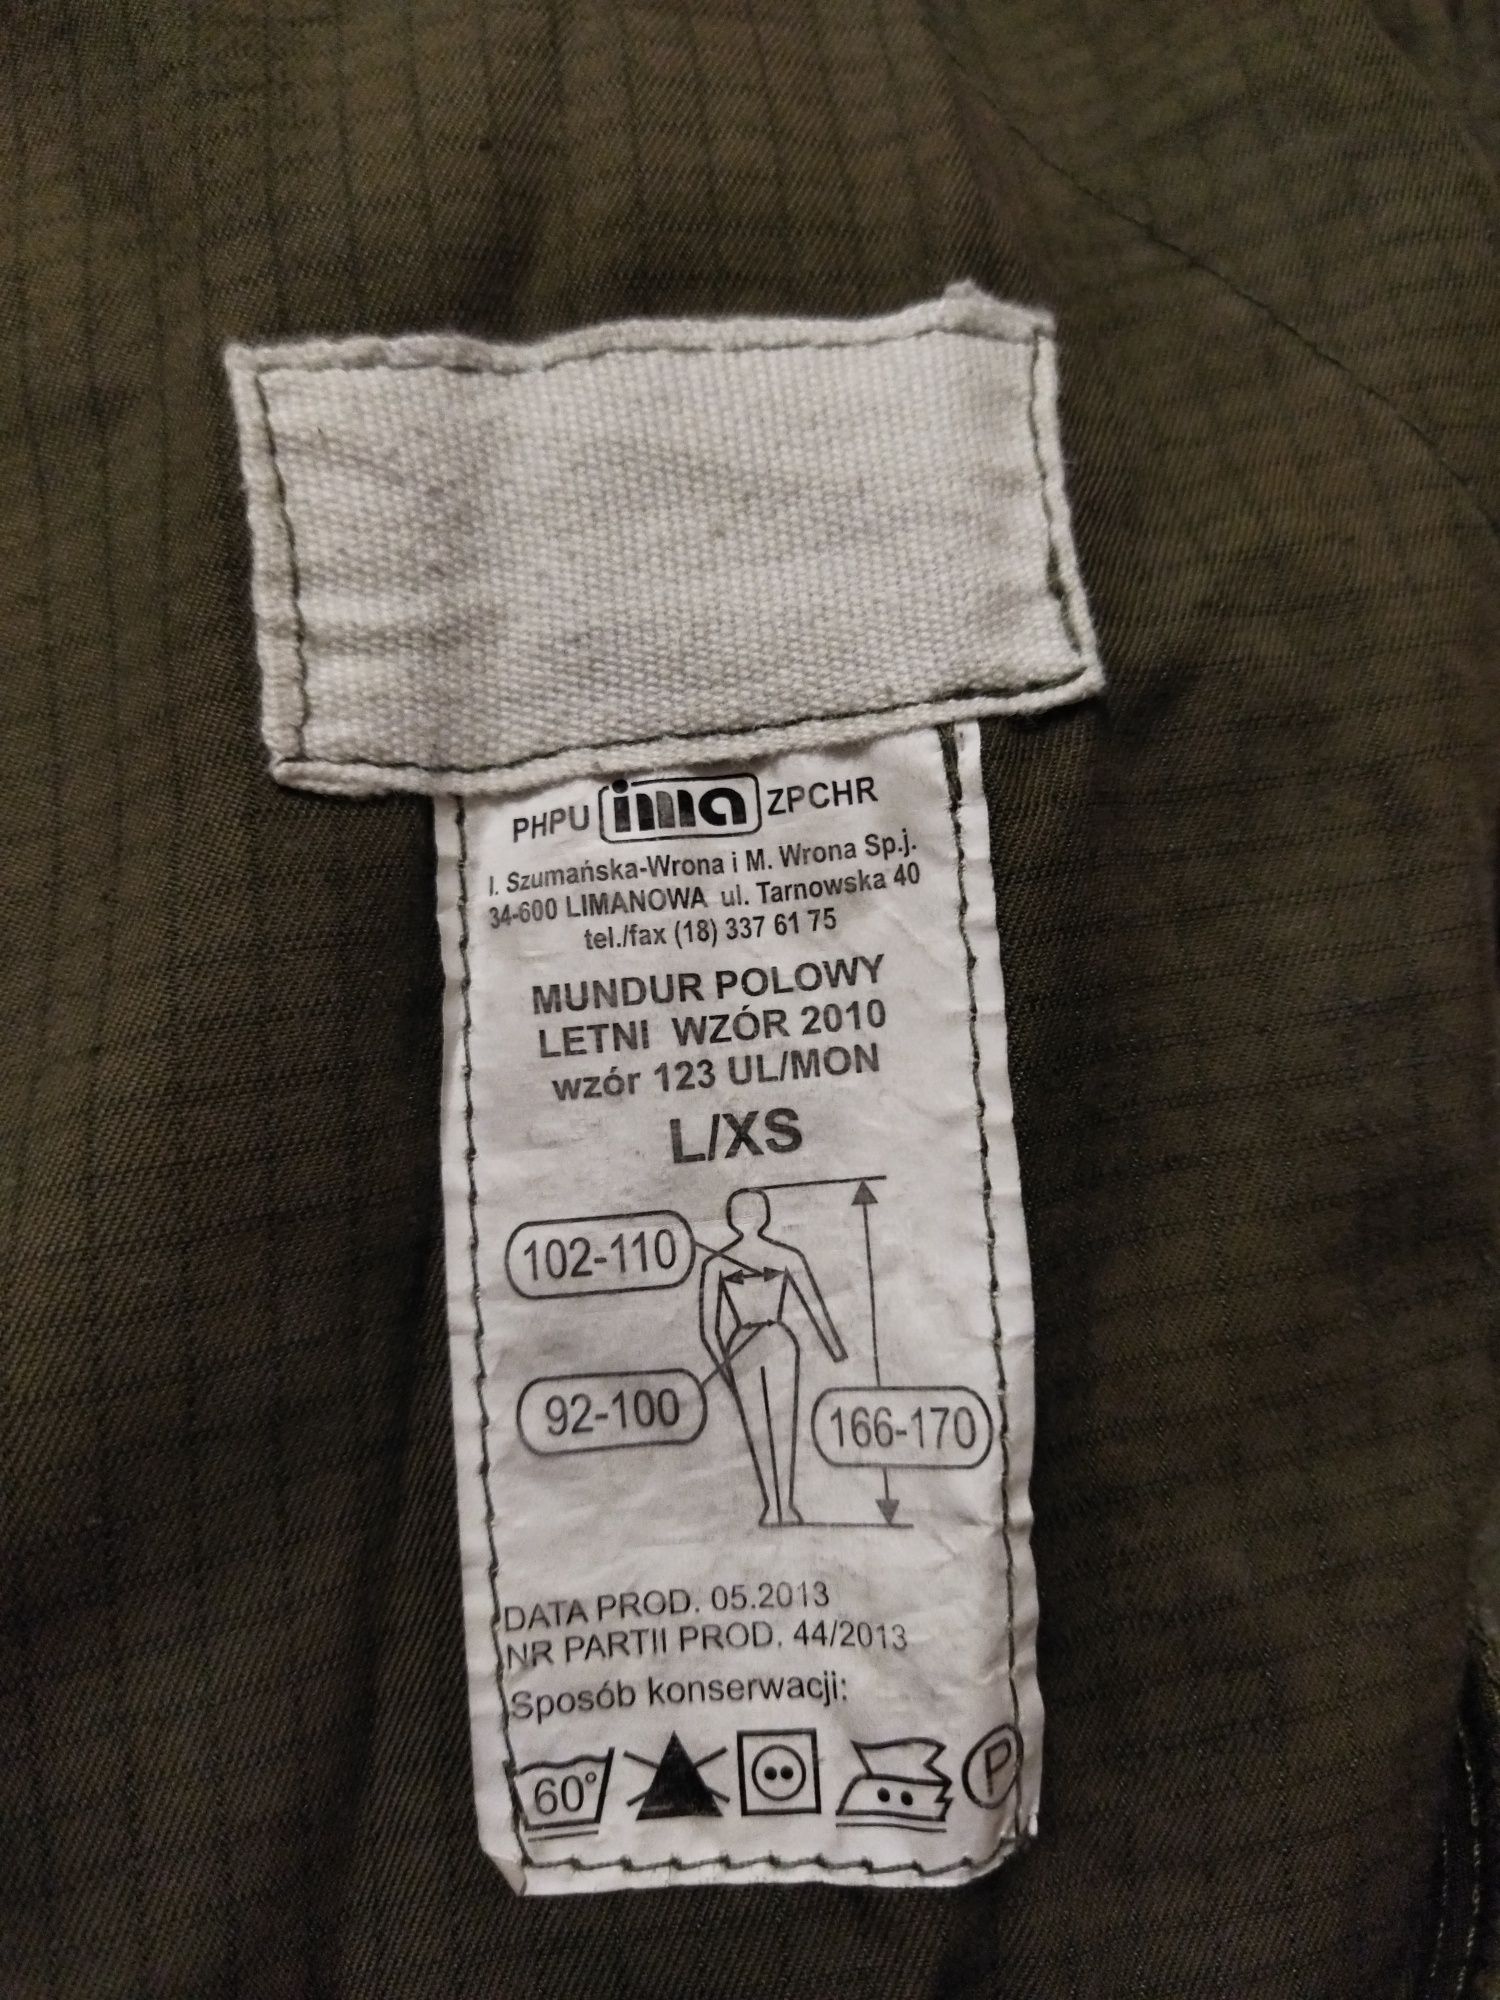 PHPU ima ZPCHR
I. Szumańska-Wrona i M. Wrona Sp.j.
34-600 LIMANOWA ul. Tarnowska 40
tel./fax (18) 337 61 75
MUNDUR POLOWY
LETNI WZÓR 2010
wzór 123 UL/MON
L/XS
102-110
92-100
166-170
DATA PROD. 05.2013
NR PARTII PROD. 44/2013
Sposób konserwacji:
60° P